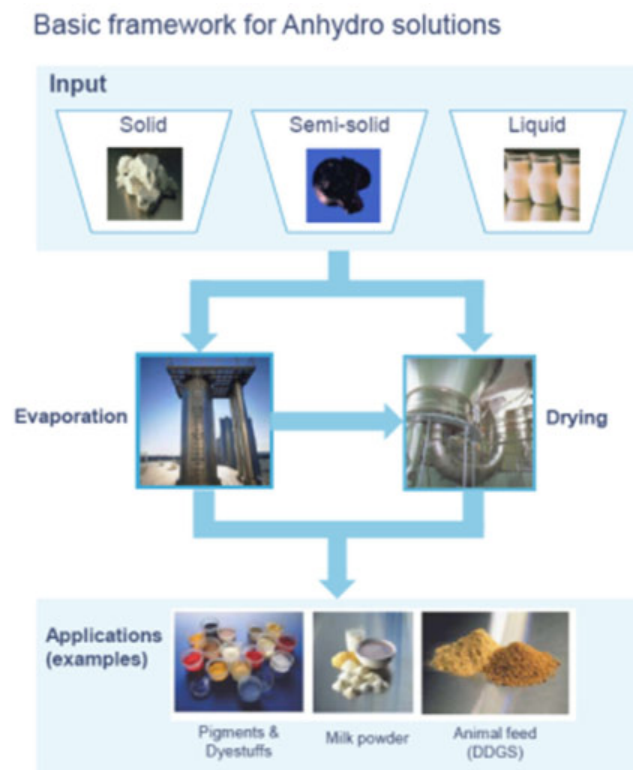 Basic framework for Anhydro solutions
Input
Solid
Semi-solid
Liquid
Evaporation
Drying
Applications
(examples)
Pigments &
Dyestuffs
Milk powder
Animal feed
(DDGS)